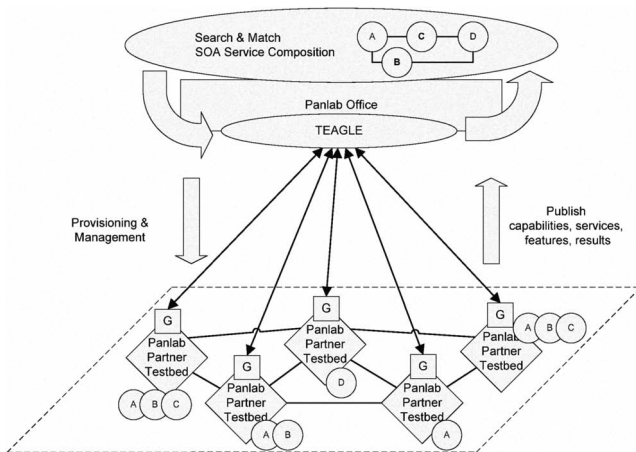 Search & Match
SOA Service Composition
A
C
D
B
Panlab Office
TEAGLE
Provisioning &
Management
Publish
capabilities, services,
features, results
G
Panlab
Partner
Testbed
A
B
C
G
Panlab
Partner
Testbed
A
B
G
Panlab
Partner
Testbed
D
G
Panlab
Partner
Testbed
A
G
Panlab
Partner
Testbed
A
B
C